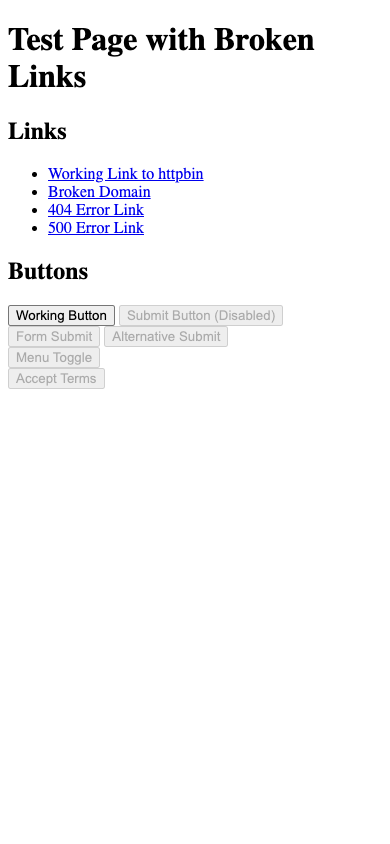 Test Page with Broken
Links
Links
Working Link to httpbin
Broken Domain
404 Error Link
500 Error Link
Buttons
Working Button Submit Button (Disabled)
Form Submit Alternative Submit
Menu Toggle
Accept Terms